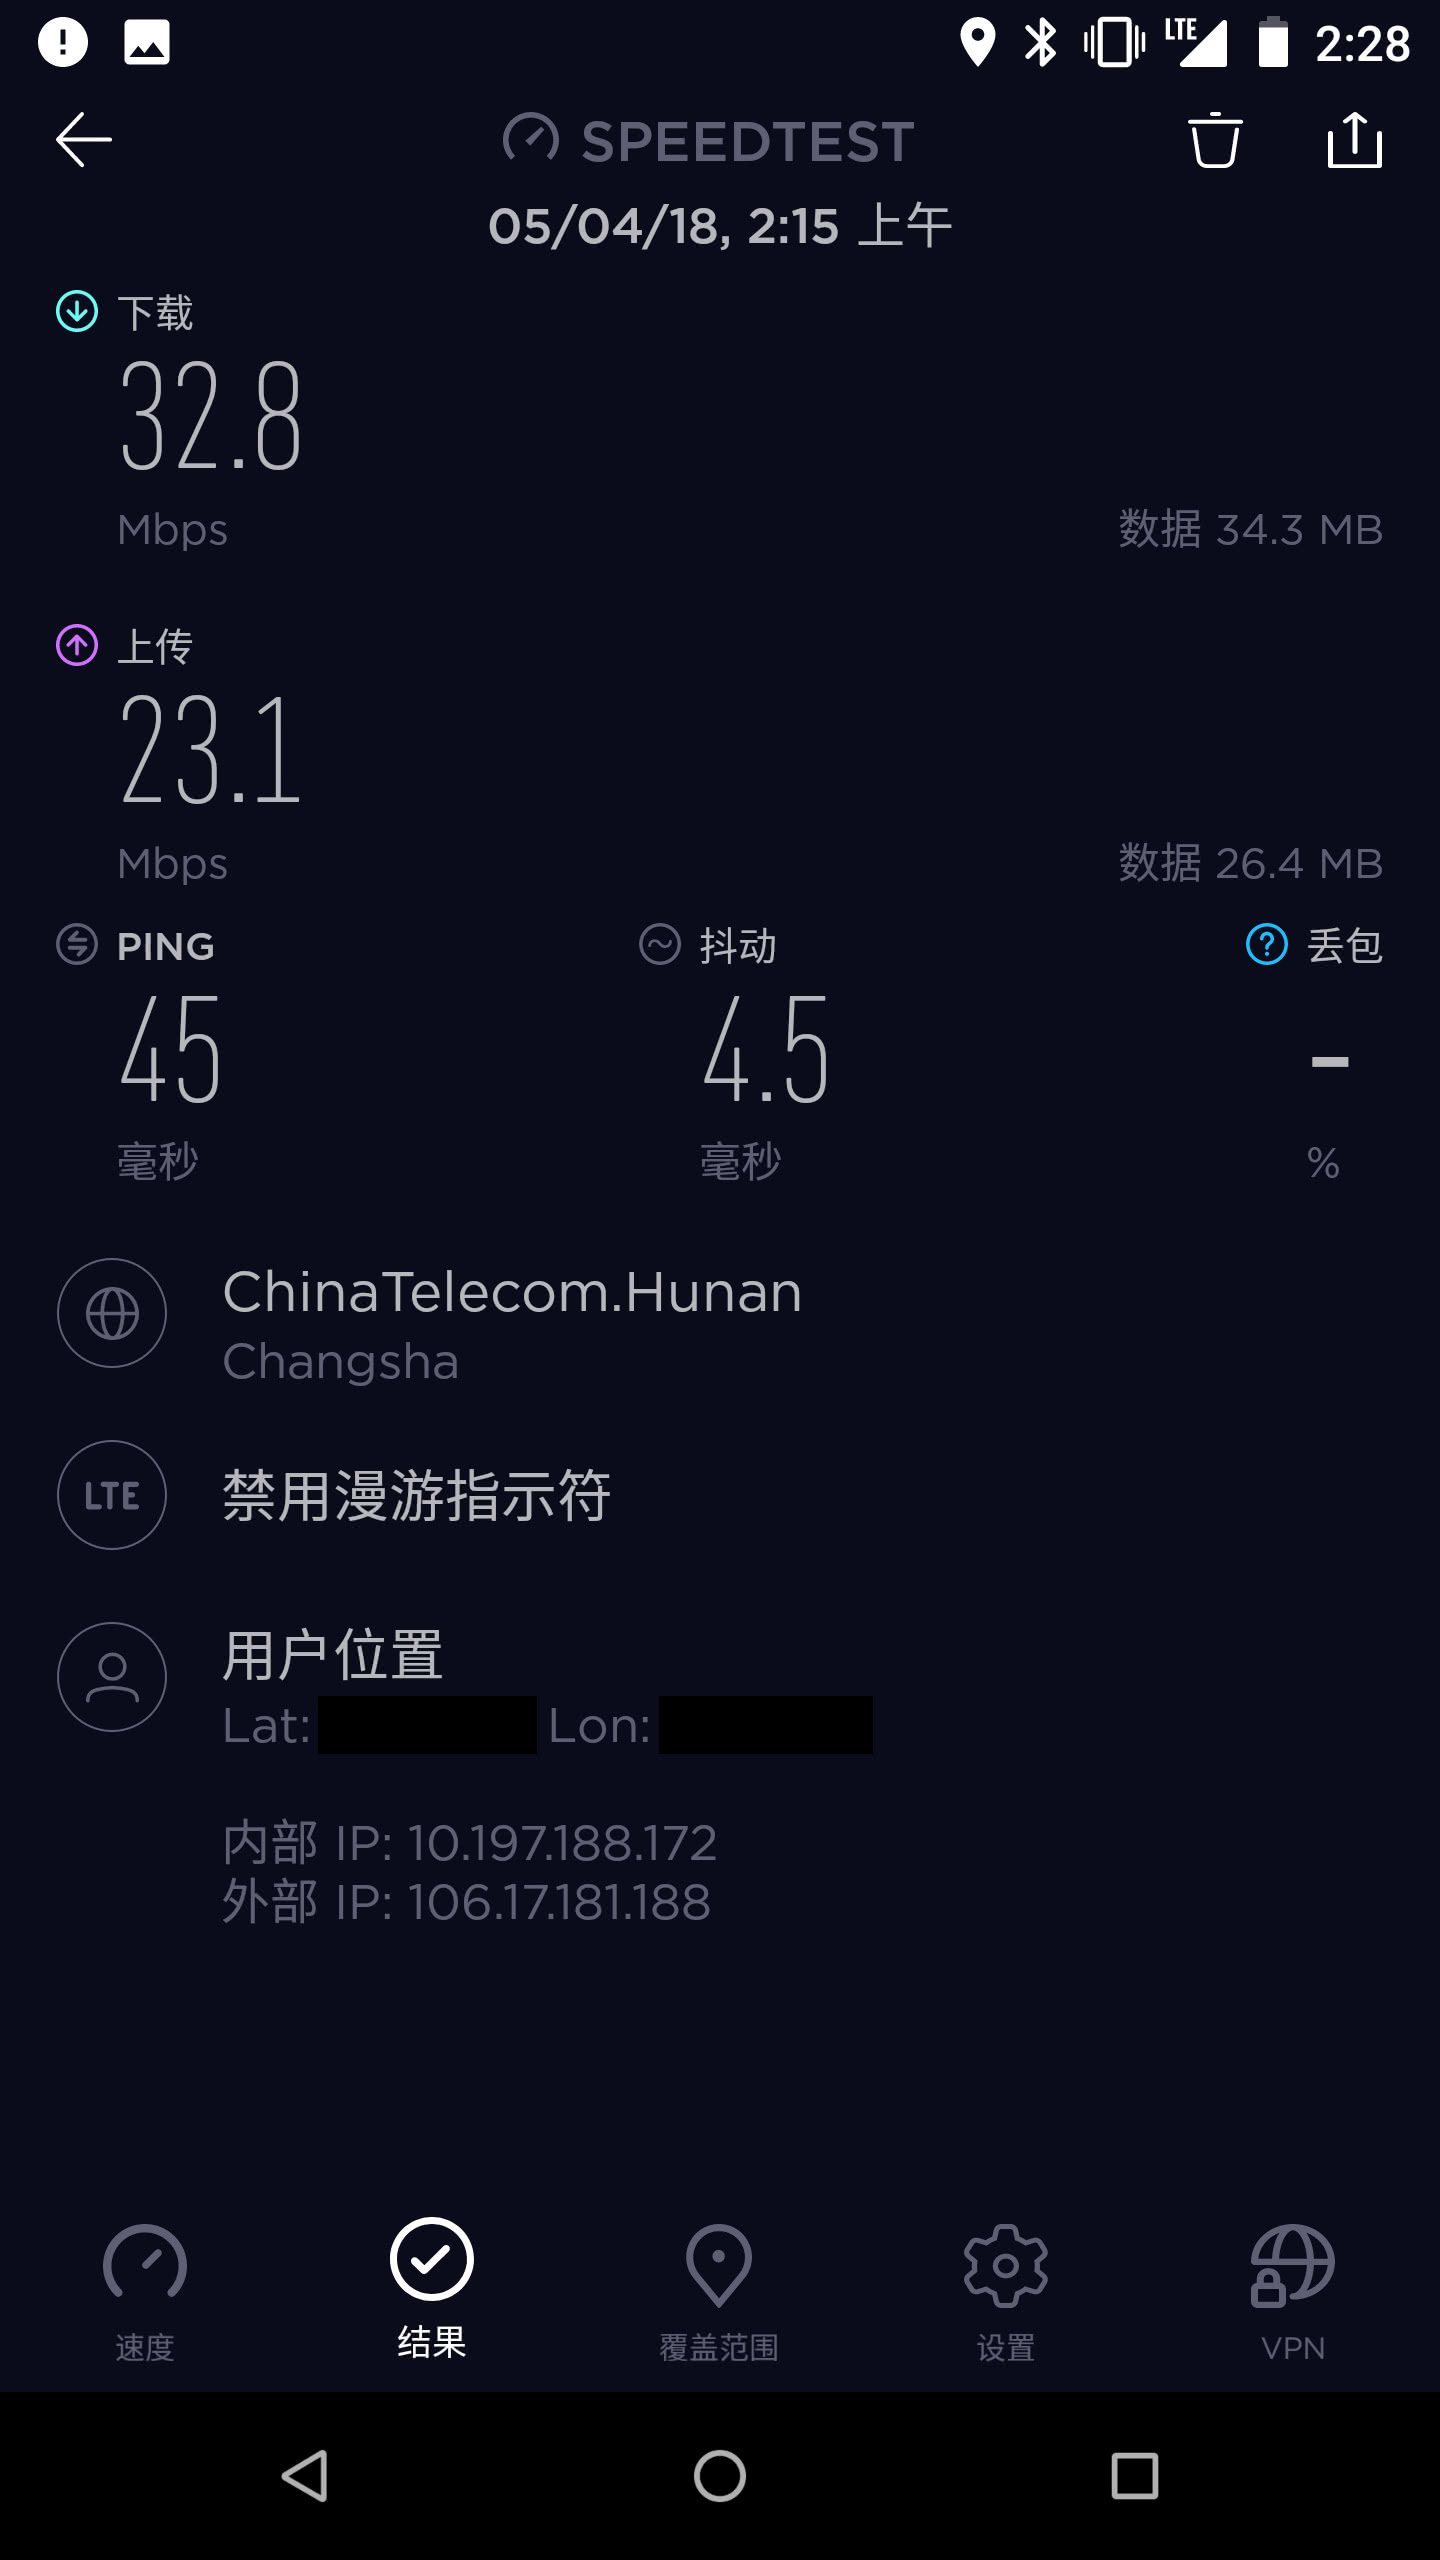 LTE 2:28
SPEEDTEST
05/04/18, 2:15 上午
下载
32.8
Mbps 数据 34.3 MB
上传
23.1
Mbps 数据 26.4 MB
PING 抖动 丢包
45 4.5 -
毫秒 毫秒 %
ChinaTelecom.Hunan
Changsha
LTE 禁用漫游指示符
用户位置
Lat: Lon:
内部 IP: 10.197.188.172
外部 IP: 106.17.181.188
速度 结果 覆盖范围 设置 VPN